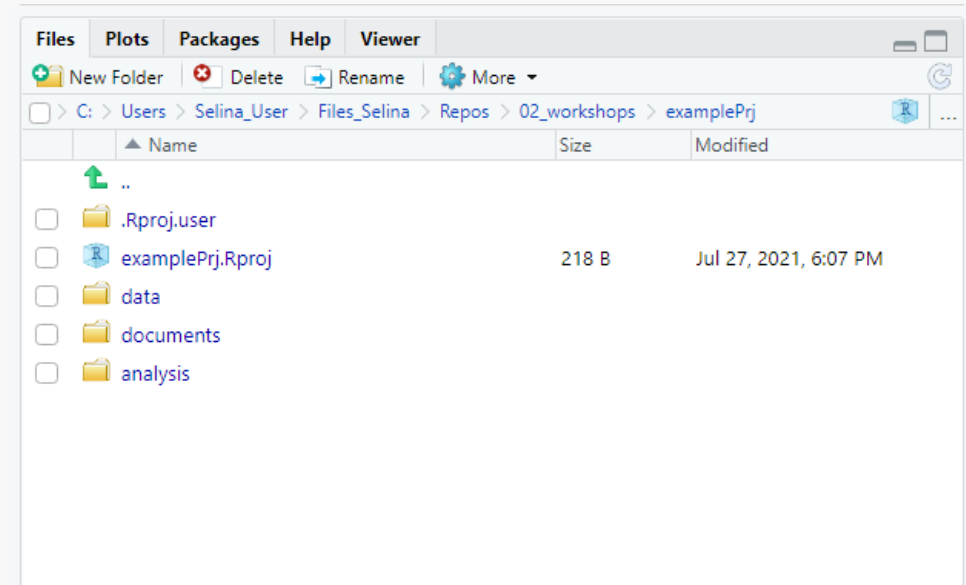 Files Plots Packages Help Viewer
New Folder Delete Rename More
> C: > Users > Selina_User > Files_Selina > Repos > 02_workshops > examplePrj R ...
Name Size Modified
..
.Rproj.user
R examplePrj.Rproj 218 B Jul 27, 2021, 6:07 PM
data
documents
analysis